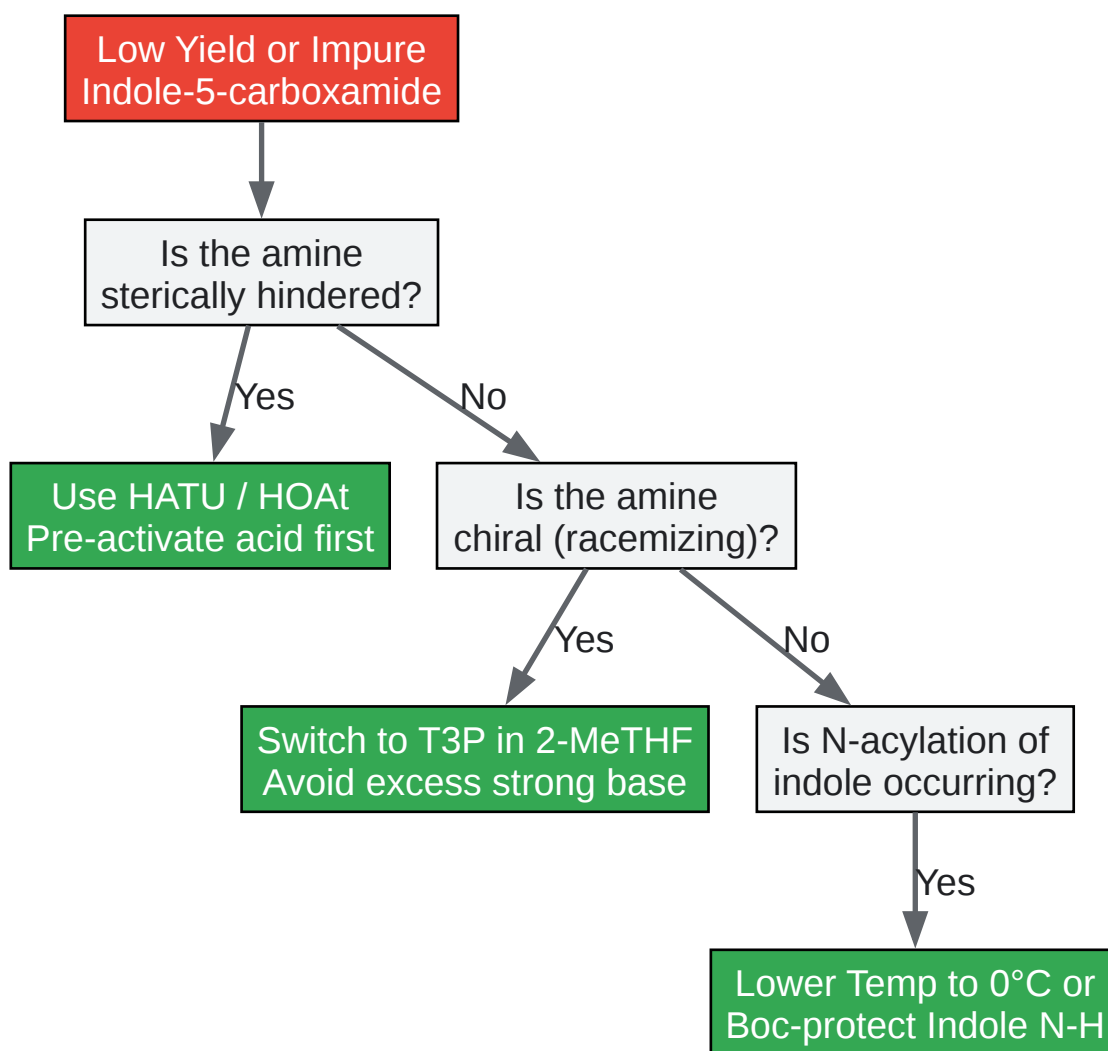 Low Yield or Impure
Indole-5-carboxamide
Is the amine
sterically hindered?
Yes
No
Use HATU / HOAt
Pre-activate acid first
Is the amine
chiral (racemizing)?
Yes
No
Switch to T3P in 2-MeTHF
Avoid excess strong base
Is N-acylation of
indole occurring?
Yes
Lower Temp to 0°C or
Boc-protect Indole N-H